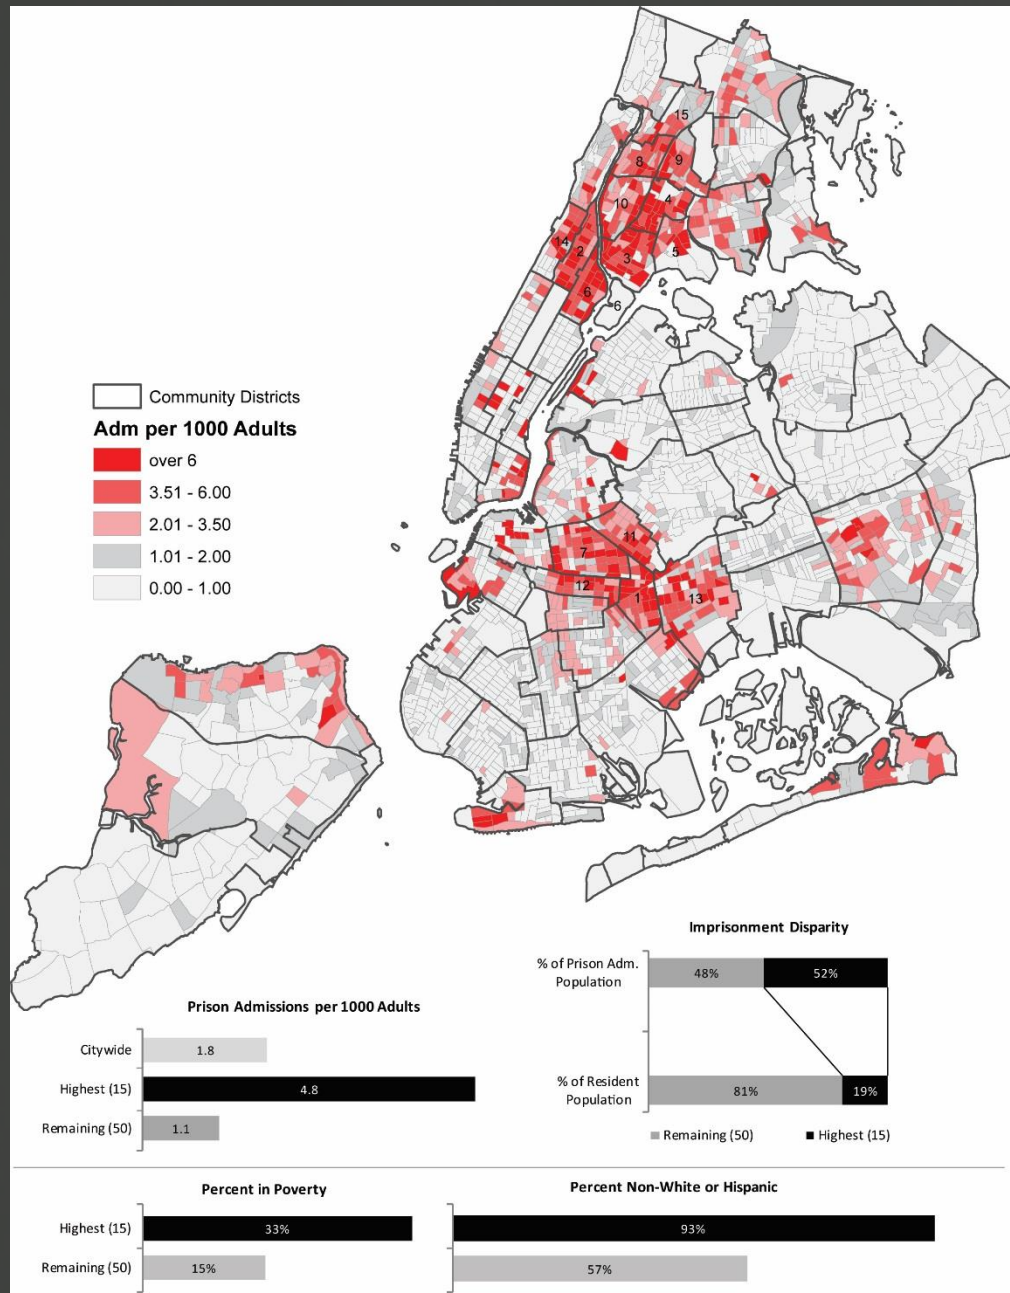 15
8
9
4
10
14
2
3
5
6
6
Community Districts
Adm per 1000 Adults
over 6
3.51 - 6.00
2.01 - 3.50
1.01 - 2.00
0.00 - 1.00
11
7
12
1
13
Imprisonment Disparity
% of Prison Adm.
Population
48%
52%
% of Resident
Population
81%
19%
Remaining (50)
Highest (15)
Prison Admissions per 1000 Adults
Citywide
1.8
Highest (15)
4.8
Remaining (50)
1.1
Percent in Poverty
Highest (15)
33%
Remaining (50)
15%
Percent Non-White or Hispanic
93%
57%